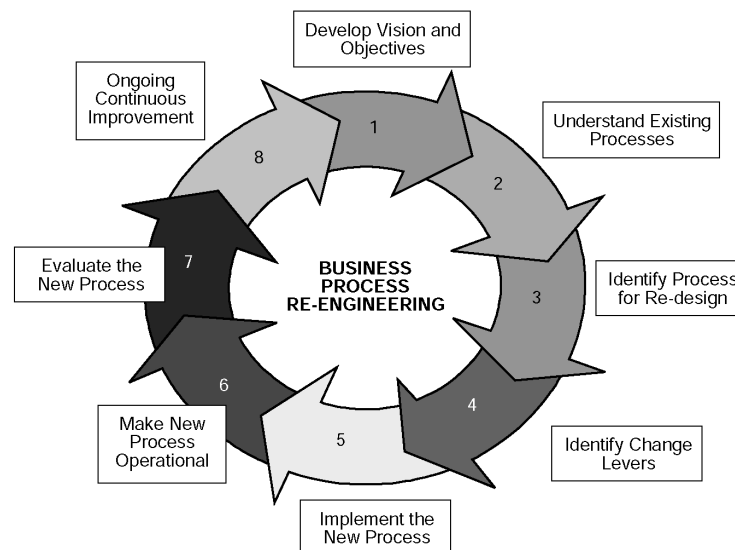 Develop Vision and
Objectives
1
Understand Existing
Processes
2
Identify Process
for Re-design
3
Identify Change
Levers
4
Implement the
New Process
5
Make New
Process
Operational
6
Evaluate the
New Process
7
Ongoing
Continuous
Improvement
8
BUSINESS
PROCESS
RE-ENGINEERING